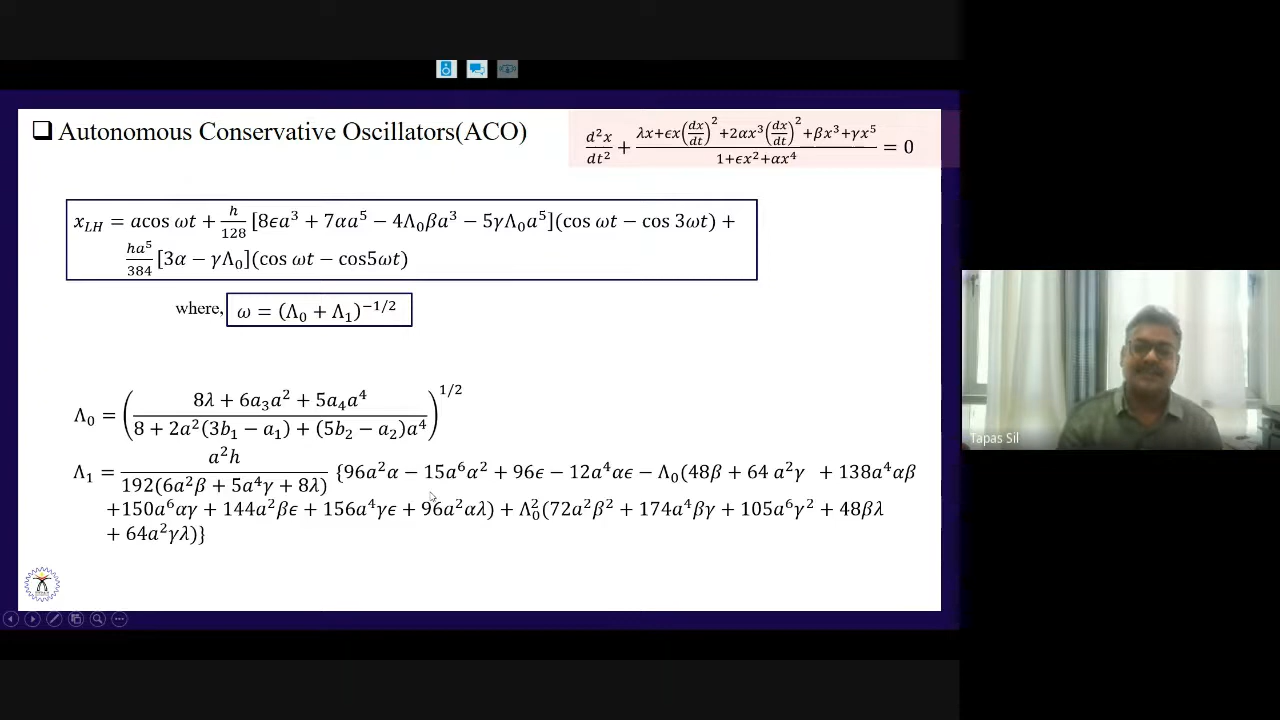 ❑ Autonomous Conservative Oscillators(ACO)
d²x/dt² + (λx+ϵx(dx/dt)²+2αx³(dx/dt)²+βx³+γx⁵)/(1+ϵx²+αx⁴) = 0
x_LH = acos ωt + h/128 [8ϵa³ + 7αa⁵ − 4Λ₀βa³ − 5γΛ₀a⁵](cos ωt − cos 3ωt) +
ha⁵/384 [3α − γΛ₀](cos ωt − cos5ωt)
where, ω = (Λ₀ + Λ₁)^(−1/2)
Λ₀ = ((8λ + 6a₃a² + 5a₄a⁴)/(8 + 2a²(3b₁ − a₁) + (5b₂ − a₂)a⁴))^(1/2)
Λ₁ = a²h/(192(6a²β + 5a⁴γ + 8λ)) {96a²α − 15a⁶α² + 96ϵ − 12a⁴αϵ − Λ₀(48β + 64 a²γ + 138a⁴αβ
+150a⁶αγ + 144a²βϵ + 156a⁴γϵ + 96a²αλ) + Λ₀²(72a²β² + 174a⁴βγ + 105a⁶γ² + 48βλ
+ 64a²γλ)}
Tapas Sil